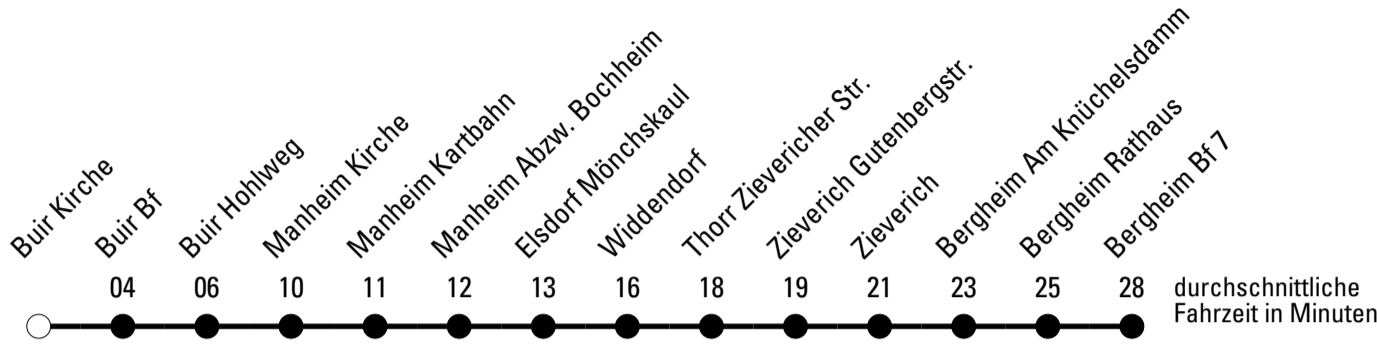 Buir Kirche
Buir Bf
Buir Hohlweg
Manheim Kirche
Manheim Kartbahn
Manheim Abzw. Bochheim
Elsdorf Mönchskaul
Widdendorf
Thorr Zievericher Str.
Zieverich Gutenbergstr.
Zieverich
Bergheim Am Knüchelsdamm
Bergheim Rathaus
Bergheim Bf 7
04 06 10 11 12 13 16 18 19 21 23 25 28
durchschnittliche
Fahrzeit in Minuten